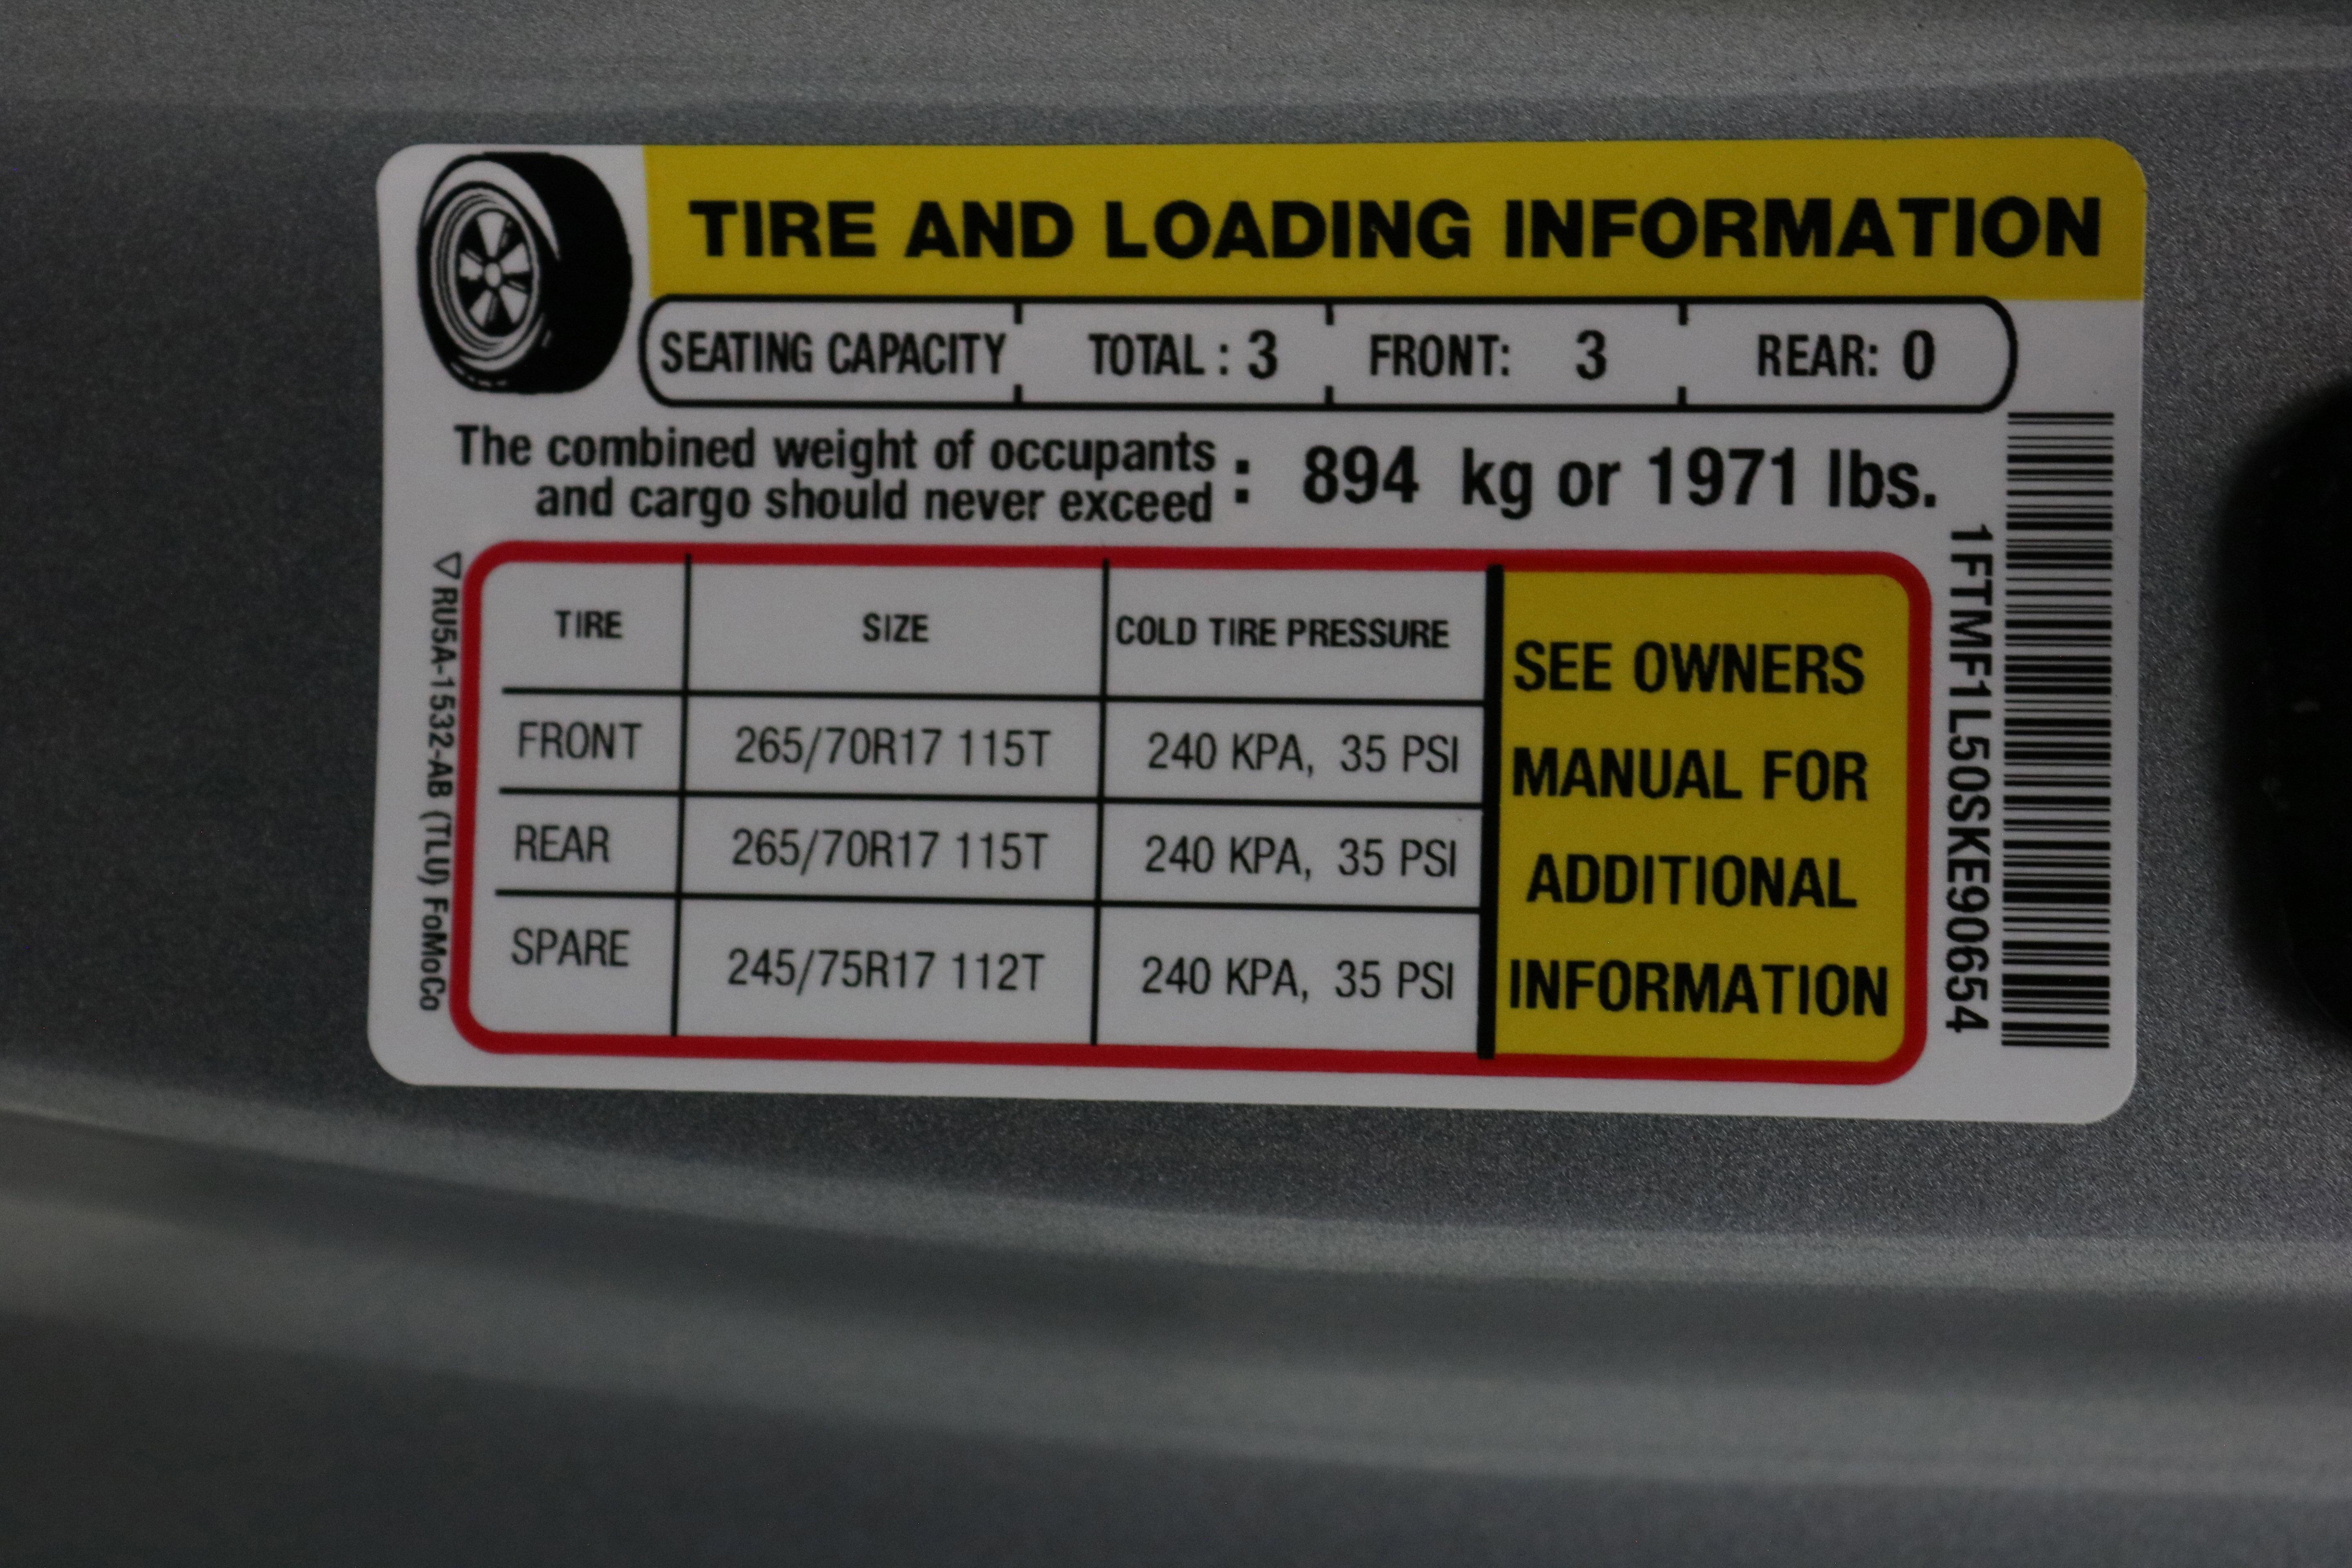 TIRE AND LOADING INFORMATION
SEATING CAPACITY TOTAL : 3 FRONT: 3 REAR: 0
The combined weight of occupants
and cargo should never exceed : 894 kg or 1971 lbs.
TIRE SIZE COLD TIRE PRESSURE
FRONT 265/70R17 115T 240 KPA, 35 PSI
REAR 265/70R17 115T 240 KPA, 35 PSI
SPARE 245/75R17 112T 240 KPA, 35 PSI
SEE OWNERS
MANUAL FOR
ADDITIONAL
INFORMATION
RU5A-1532-AB (TLU) FoMoCo
1FTMF1L50SKE90654